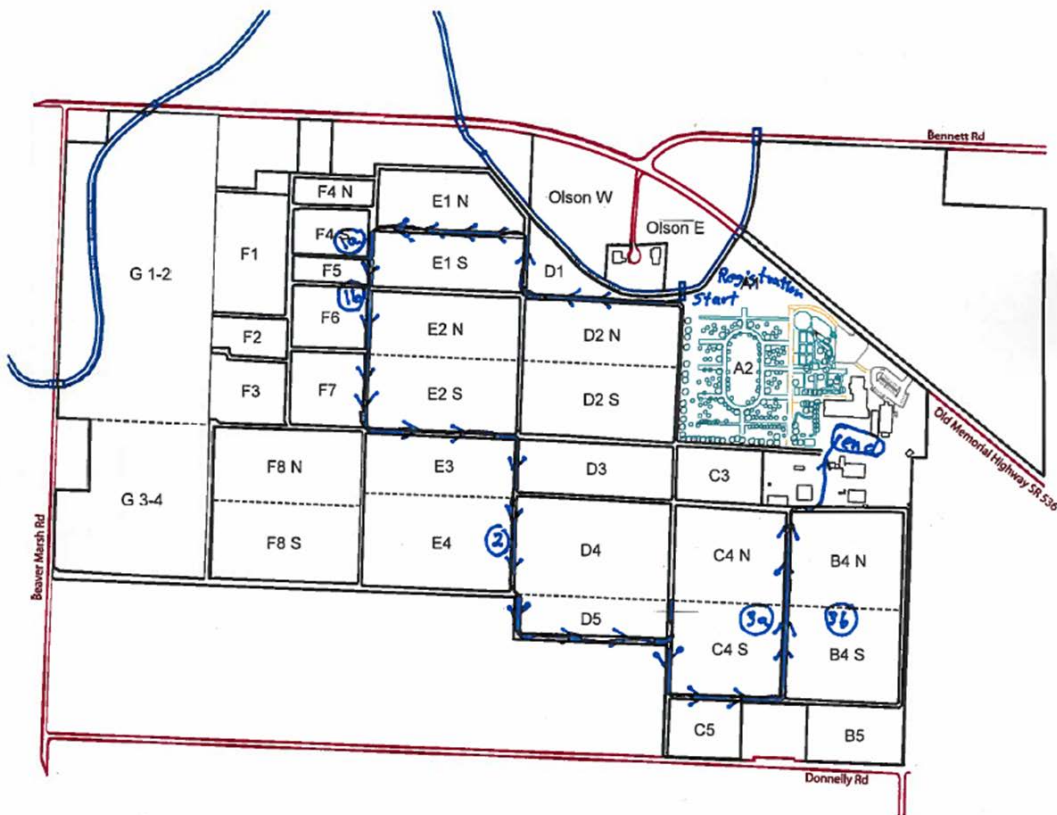 Bennett Rd
F4 N
E1 N
Olson W
Olson E
F1
F4 S
1a
E1 S
D1
G 1-2
F5
Registration
Start
1b
F6
E2 N
D2 N
F2
A2
F3
F7
E2 S
D2 S
Old Memorial Highway SR 536
end
F8 N
E3
D3
C3
G 3-4
Beaver Marsh Rd
F8 S
E4
2
D4
C4 N
B4 N
D5
3a
3b
C4 S
B4 S
C5
B5
Donnelly Rd